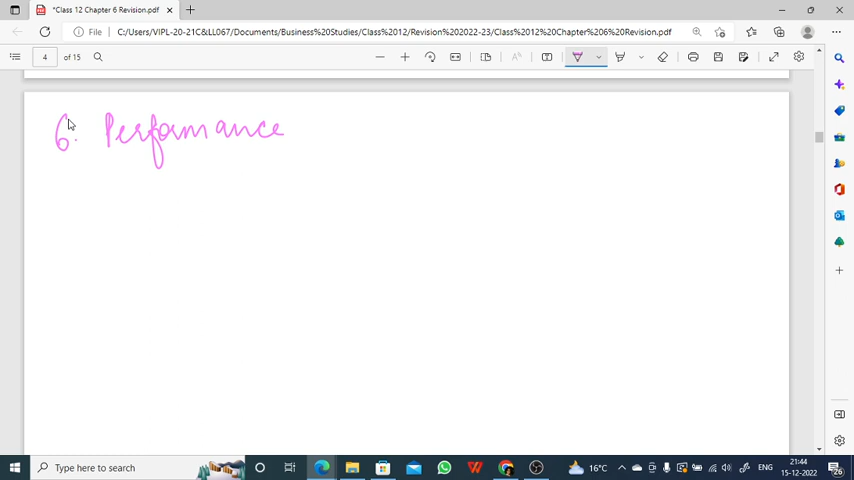 *Class 12 Chapter 6 Revision.pdf
File C:/Users/VIPL-20-21C&LL067/Documents/Business%20Studies/Class%2012/Revision%202022-23/Class%2012%20Chapter%206%20Revision.pdf
4 of 15
6. Performance
Type here to search
16°C ENG 21:44
15-12-2022 26